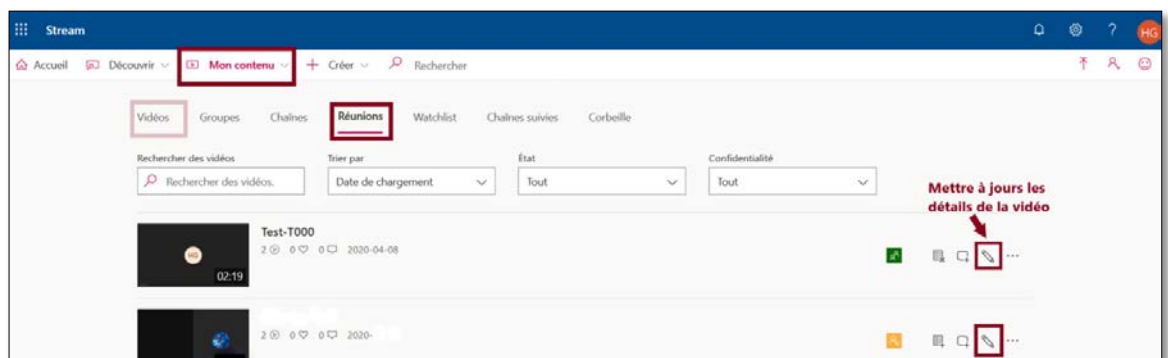 Stream
HG
Accueil Découvrir Mon contenu Créer Rechercher
Vidéos Groupes Chaînes Réunions Watchlist Chaînes suivies Corbeille
Rechercher des vidéos Trier par État Confidentialité
Rechercher des vidéos. Date de chargement Tout Tout
Mettre à jours les
détails de la vidéo
Test-T000
2 0 0 2020-04-08
HG
02:19
2 0 0 2020-